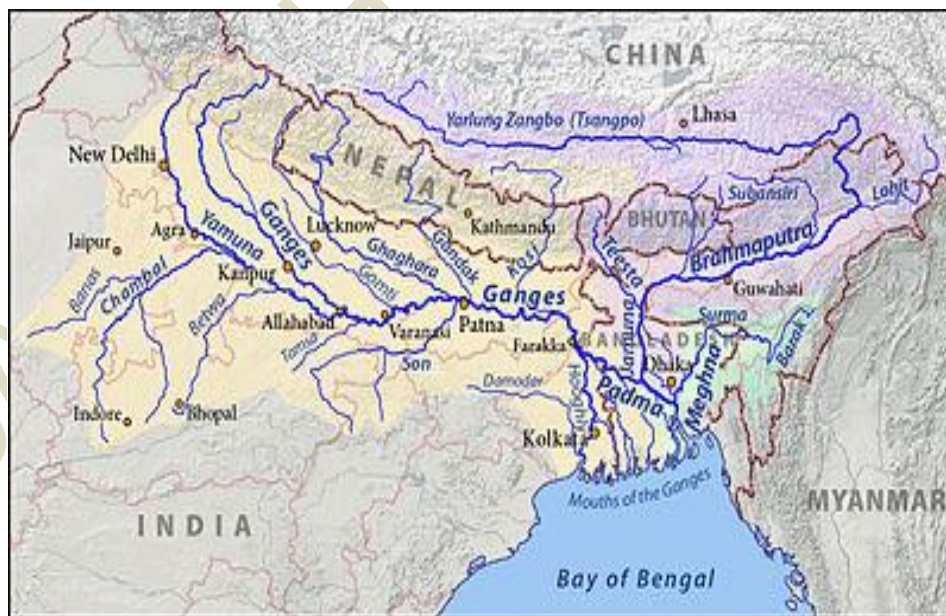 CHINA
Yarlung Zangbo (Tsangpo)
Lhasa
New Delhi
NEPAL
Subansiri
Lohit
BHUTAN
Agra
Yamuna
Ganges
Lucknow
Kathmandu
Jaipur
Ghaghara
Gandak
Kosi
Teesta
Brahmaputra
Banas
Chambal
Kanpur
Gomti
Ganges
Guwahati
Betwa
Allahabad
Varanasi
Patna
Jamuna
Surma
Farakka
BANGLADESH
Barak
Tamsa
Son
Dhaka
Damodar
Hooghly
Padma
Meghna
Indore
Bhopal
Kolkata
Mouths of the Ganges
INDIA
MYANMAR
Bay of Bengal